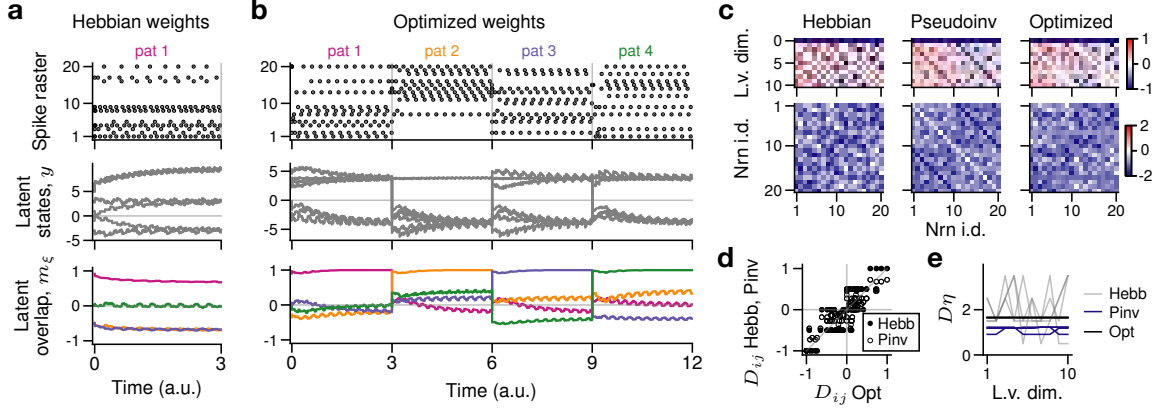 a
Hebbian weights
pat 1
Spike raster
20
10
1
Latent
states, y
5
0
-5
Latent
overlap, mξ
1
0
-1
0
3
Time (a.u.)
b
Optimized weights
pat 1
pat 2
pat 3
pat 4
20
10
1
5
0
-5
1
0
-1
0
3
6
9
12
Time (a.u.)
c
Hebbian
Pseudoinv
Optimized
L.v. dim.
0
5
10
1
0
-1
Nrn i.d.
1
10
20
2
0
-2
1
10
20
1
10
20
1
10
20
Nrn i.d.
d
Dij Hebb, Pinv
1
0
-1
Hebb
Pinv
-1
0
1
Dij Opt
e
Dη
2
0
1
10
L.v. dim.
Hebb
Pinv
Opt